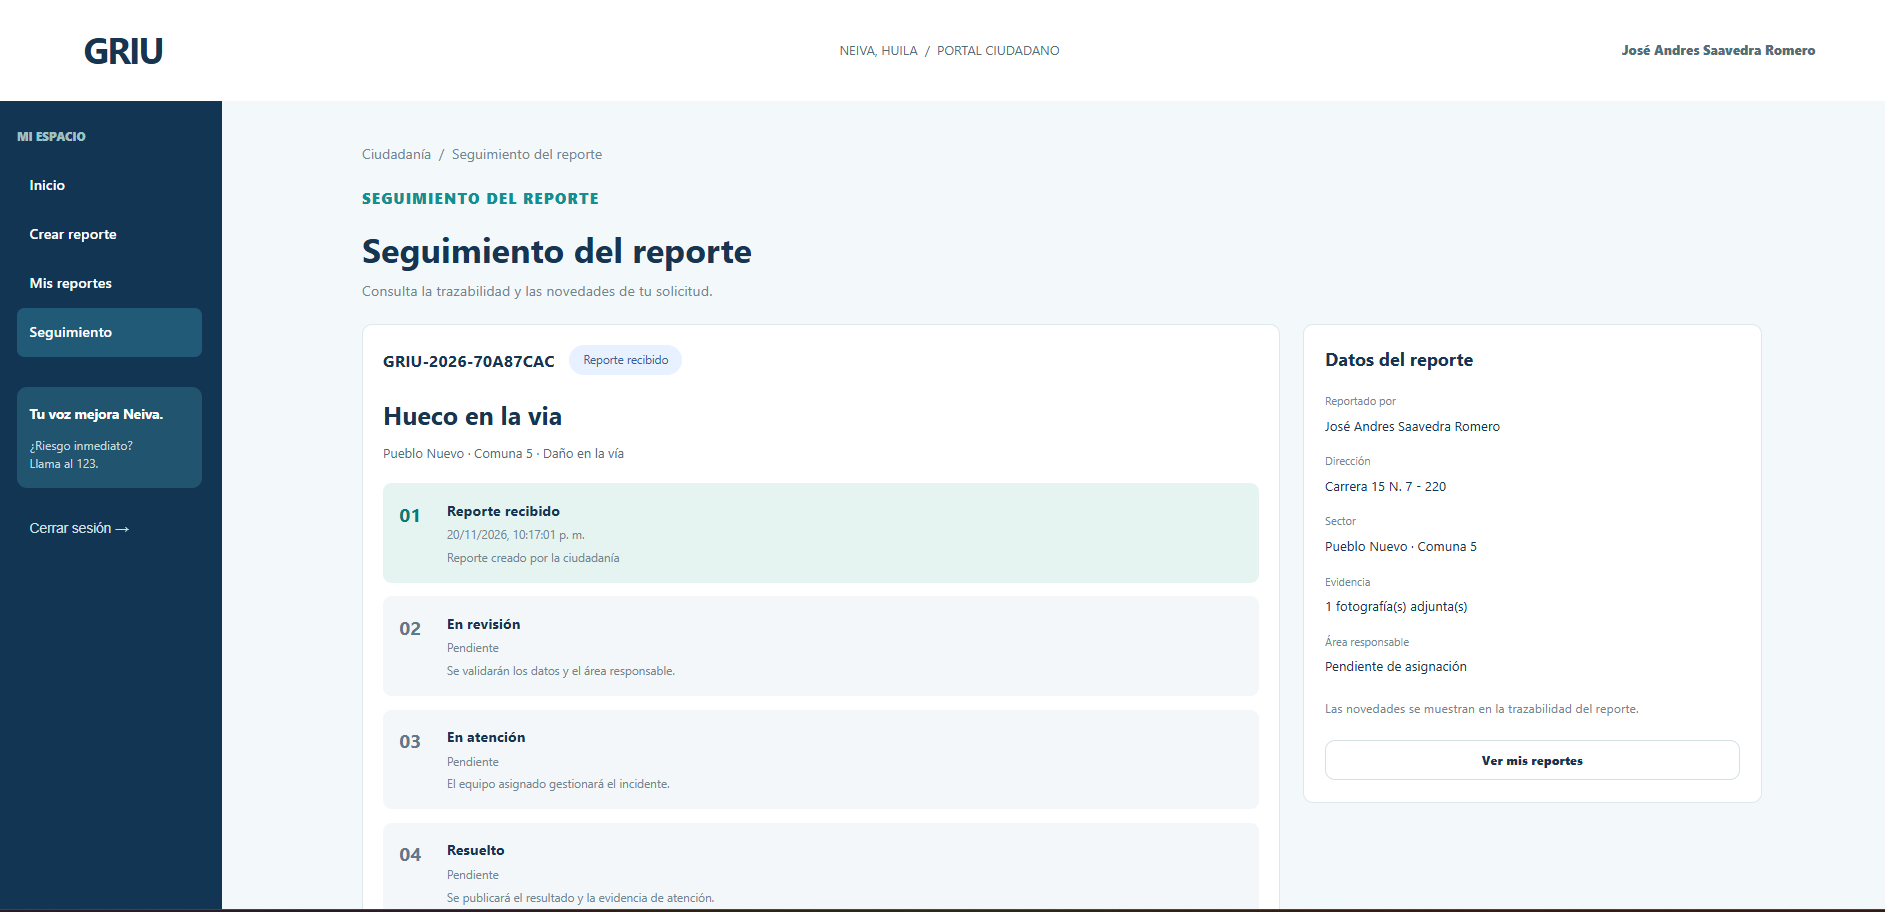 GRIU
NEIVA, HUILA / PORTAL CIUDADANO
José Andres Saavedra Romero
MI ESPACIO
Inicio
Crear reporte
Mis reportes
Seguimiento
Tu voz mejora Neiva.
¿Riesgo inmediato?
Llama al 123.
Cerrar sesión →
Ciudadanía / Seguimiento del reporte
SEGUIMIENTO DEL REPORTE
Seguimiento del reporte
Consulta la trazabilidad y las novedades de tu solicitud.
GRIU-2026-70A87CAC
Reporte recibido
Hueco en la via
Pueblo Nuevo · Comuna 5 · Daño en la vía
01
Reporte recibido
20/11/2026, 10:17:01 p. m.
Reporte creado por la ciudadanía
02
En revisión
Pendiente
Se validarán los datos y el área responsable.
03
En atención
Pendiente
El equipo asignado gestionará el incidente.
04
Resuelto
Pendiente
Se publicará el resultado y la evidencia de atención.
Datos del reporte
Reportado por
José Andres Saavedra Romero
Dirección
Carrera 15 N. 7 - 220
Sector
Pueblo Nuevo · Comuna 5
Evidencia
1 fotografía(s) adjunta(s)
Área responsable
Pendiente de asignación
Las novedades se muestran en la trazabilidad del reporte.
Ver mis reportes